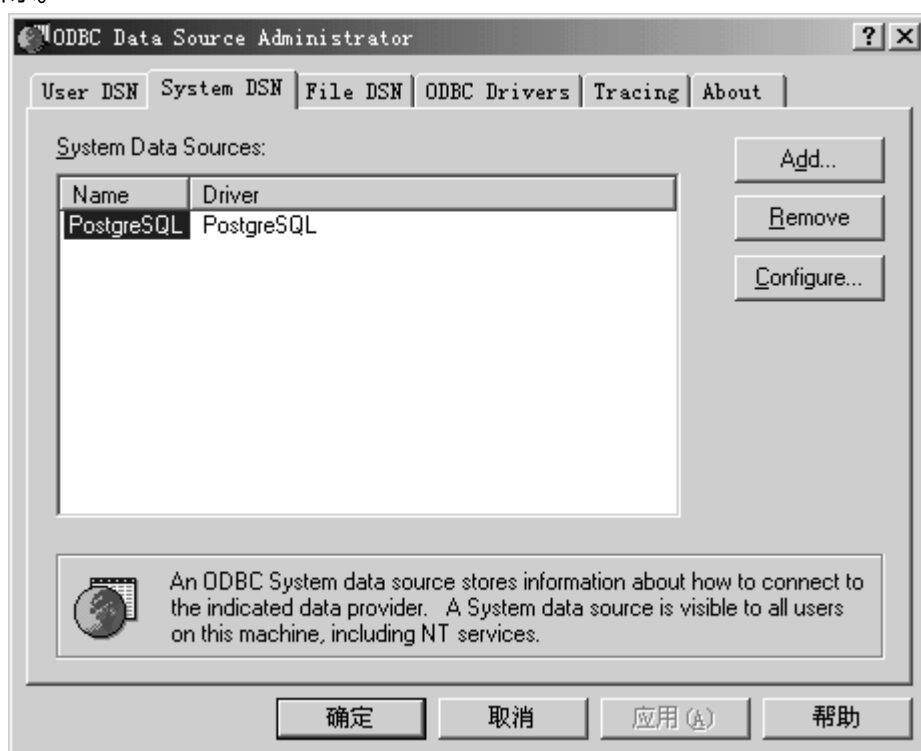 ODBC Data Source Administrator
User DSN System DSN File DSN ODBC Drivers Tracing About
System Data Sources:
Add...
Name Driver
PostgreSQL PostgreSQL
Remove
Configure...
An ODBC System data source stores information about how to connect to
the indicated data provider. A System data source is visible to all users
on this machine, including NT services.
确定 取消 应用(A) 帮助